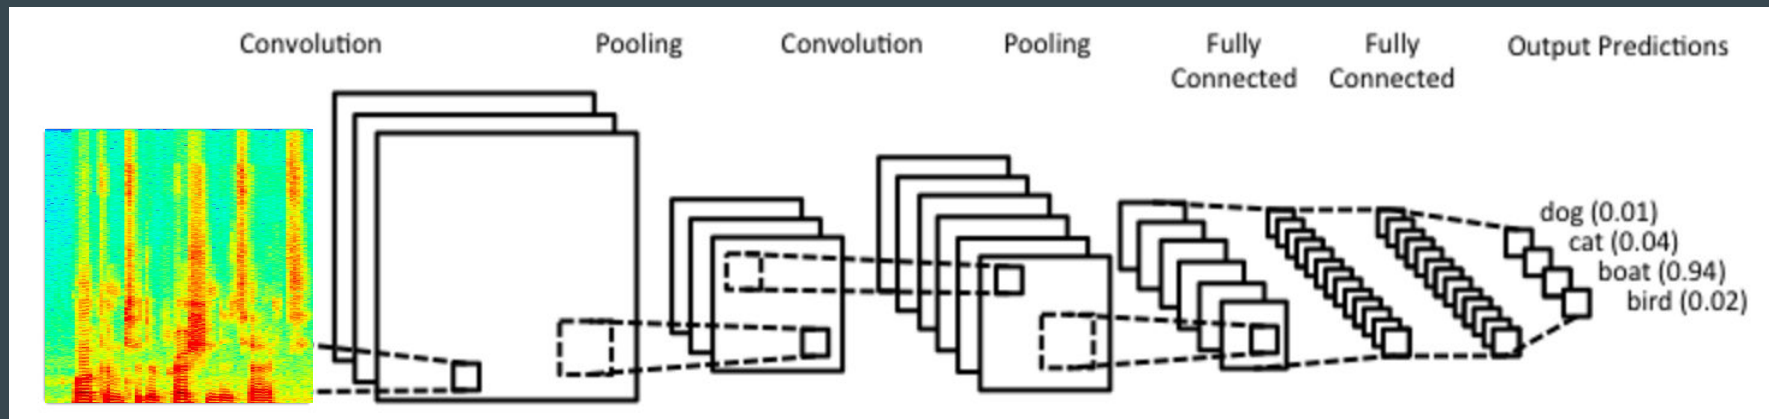 Convolution
Pooling
Convolution
Pooling
Fully
Connected
Fully
Connected
Output Predictions
dog (0.01)
cat (0.04)
boat (0.94)
bird (0.02)